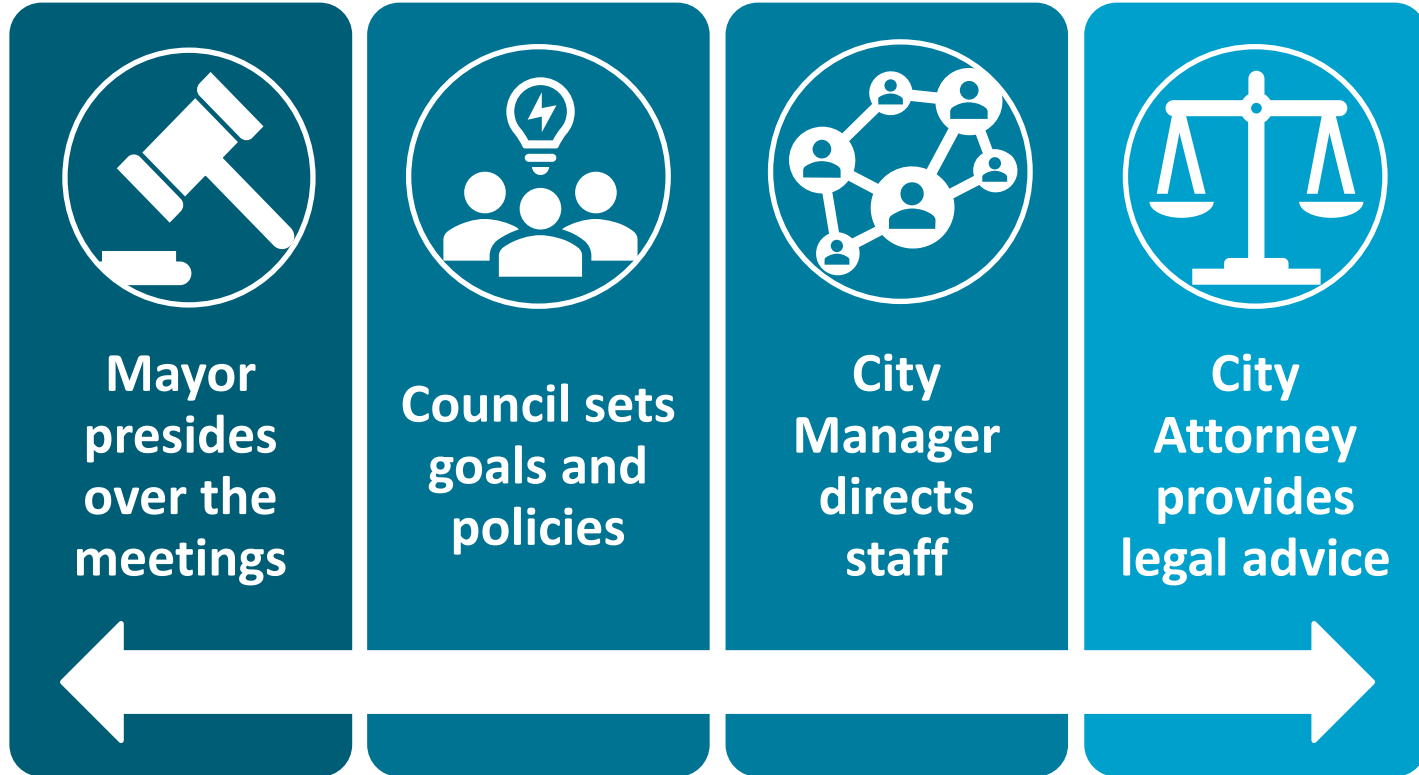 Mayor
presides
over the
meetings
Council sets
goals and
policies
City
Manager
directs
staff
City
Attorney
provides
legal advice